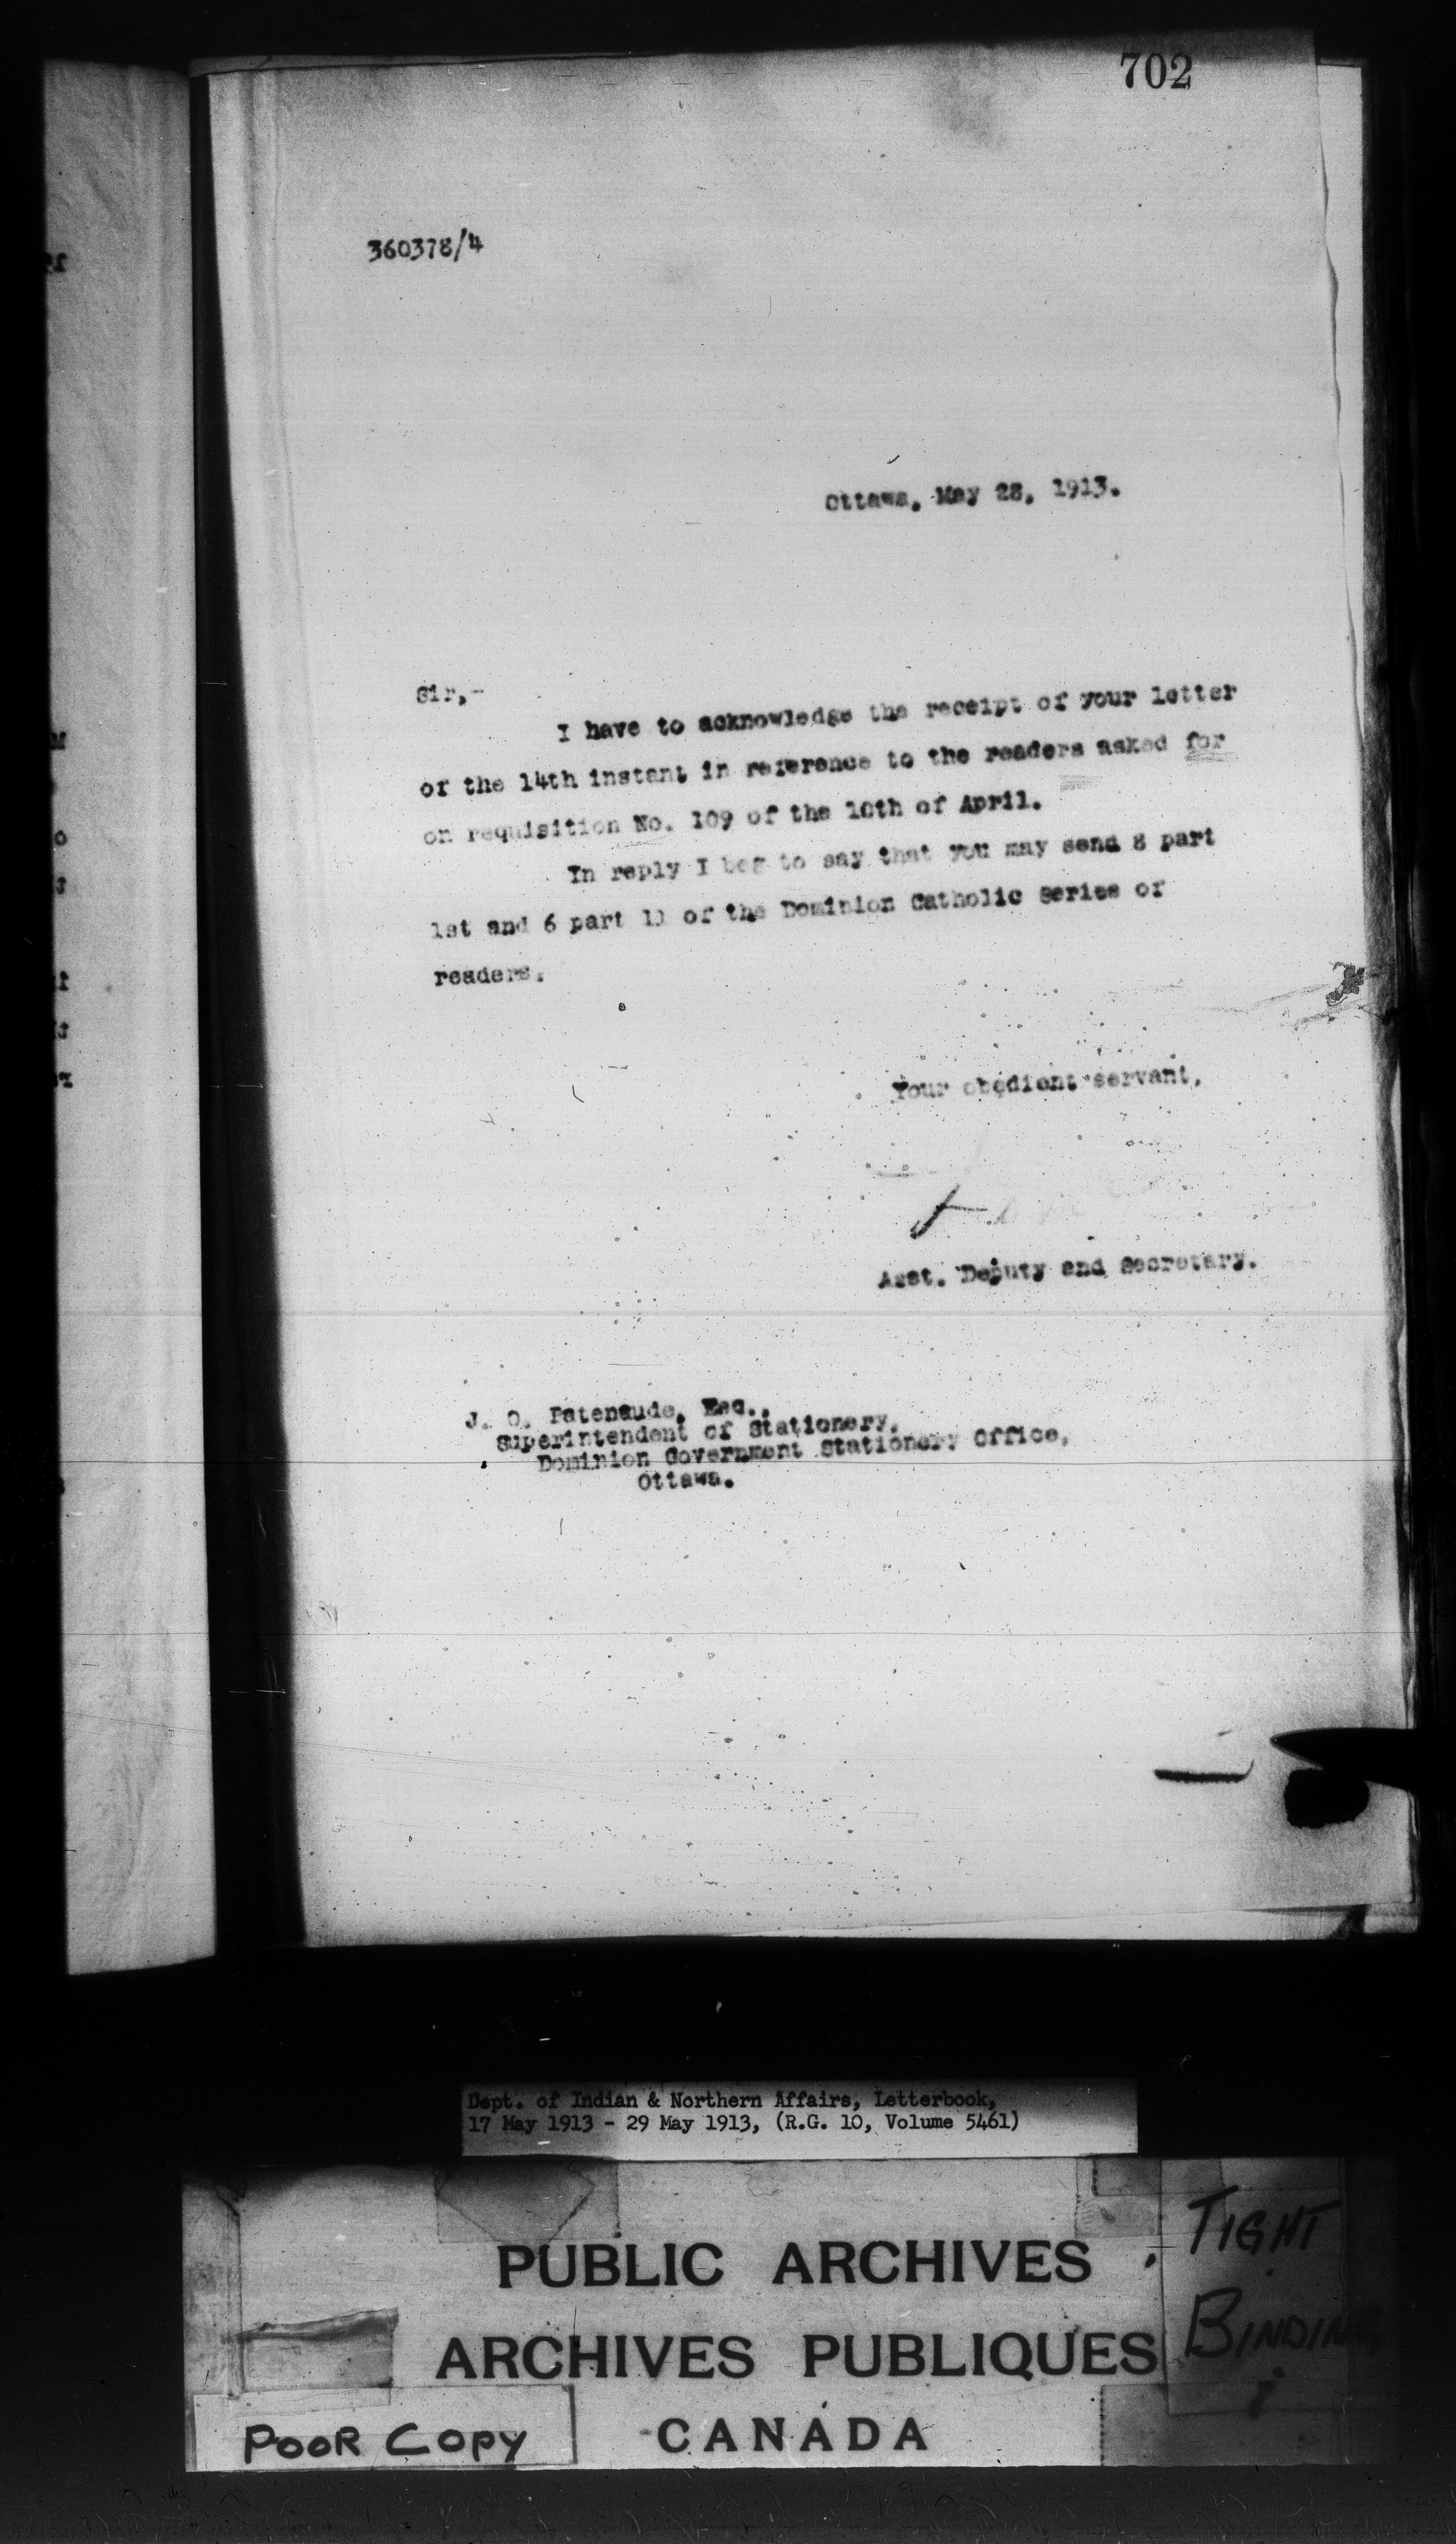 702
360378/4
Ottawa, May 28, 1913.
Sir,-
I have to acknowledge the receipt of your letter
of the 14th instant in reference to the readers asked for
on requisition No. 109 of the 10th of April.
In reply I beg to say that you may send 8 part
1st and 6 part 11 of the Dominion Catholic Series of
readers.
Your obedient servant,
Asst. Deputy and Secretary.
J. O. Patenaude, Esq.,
Superintendent of Stationery,
Dominion Government Stationery Office,
Ottawa.
Dept. of Indian & Northern Affairs, Letterbook,
17 May 1913 - 29 May 1913, (R.G. 10, Volume 5461)
PUBLIC ARCHIVES
ARCHIVES PUBLIQUES
CANADA
TIGHT
BINDING
POOR COPY